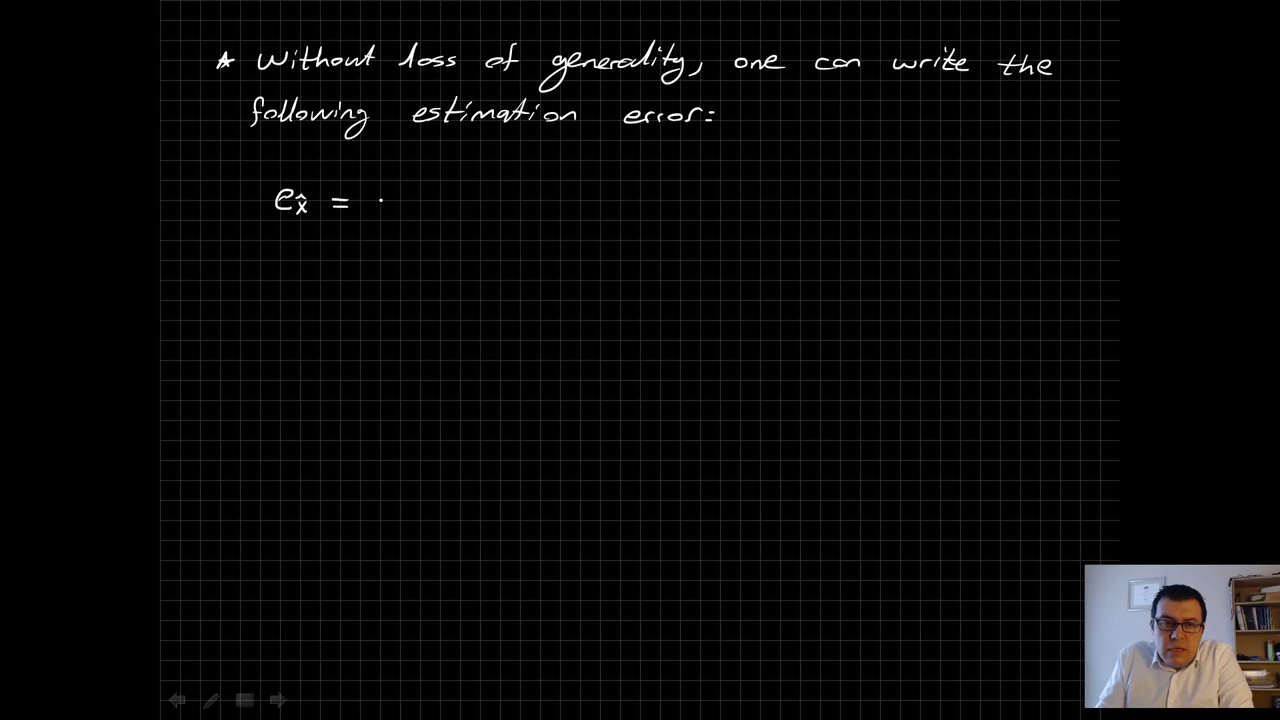 * Without loss of generality, one can write the
following estimation error:
e_x̂ = ·